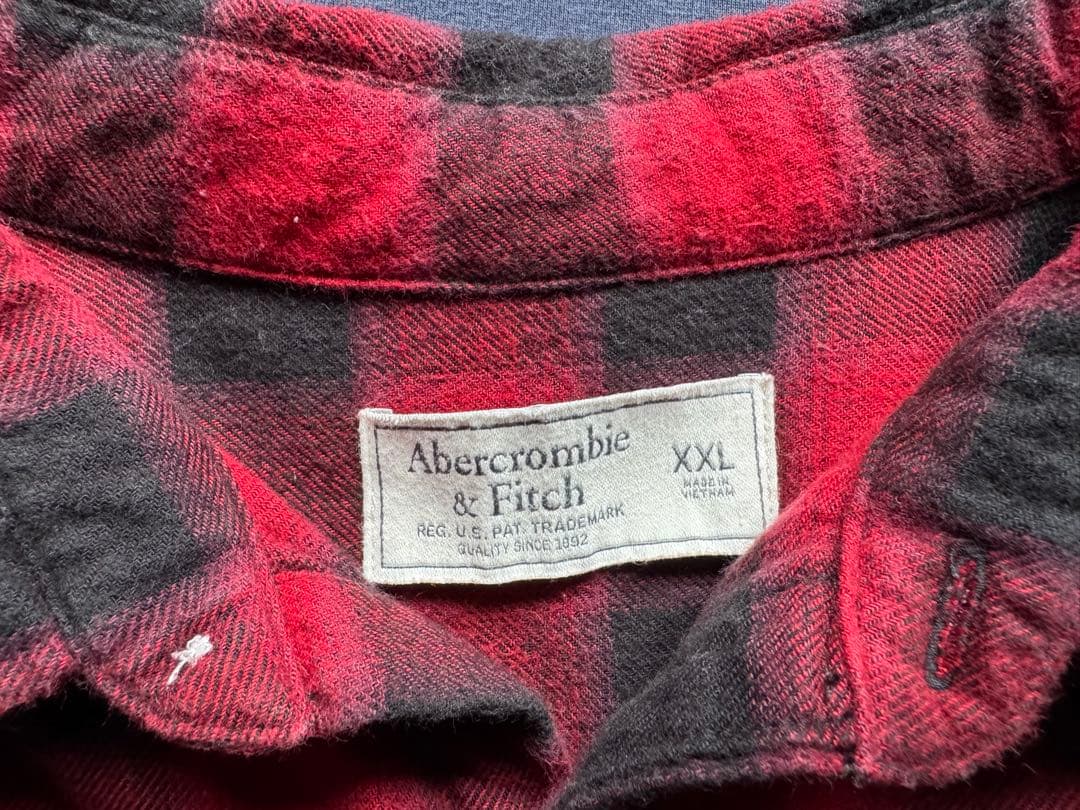 Abercrombie
& Fitch
REG. U.S. PAT. TRADEMARK
QUALITY SINCE 1892
XXL
MADE IN
VIETNAM